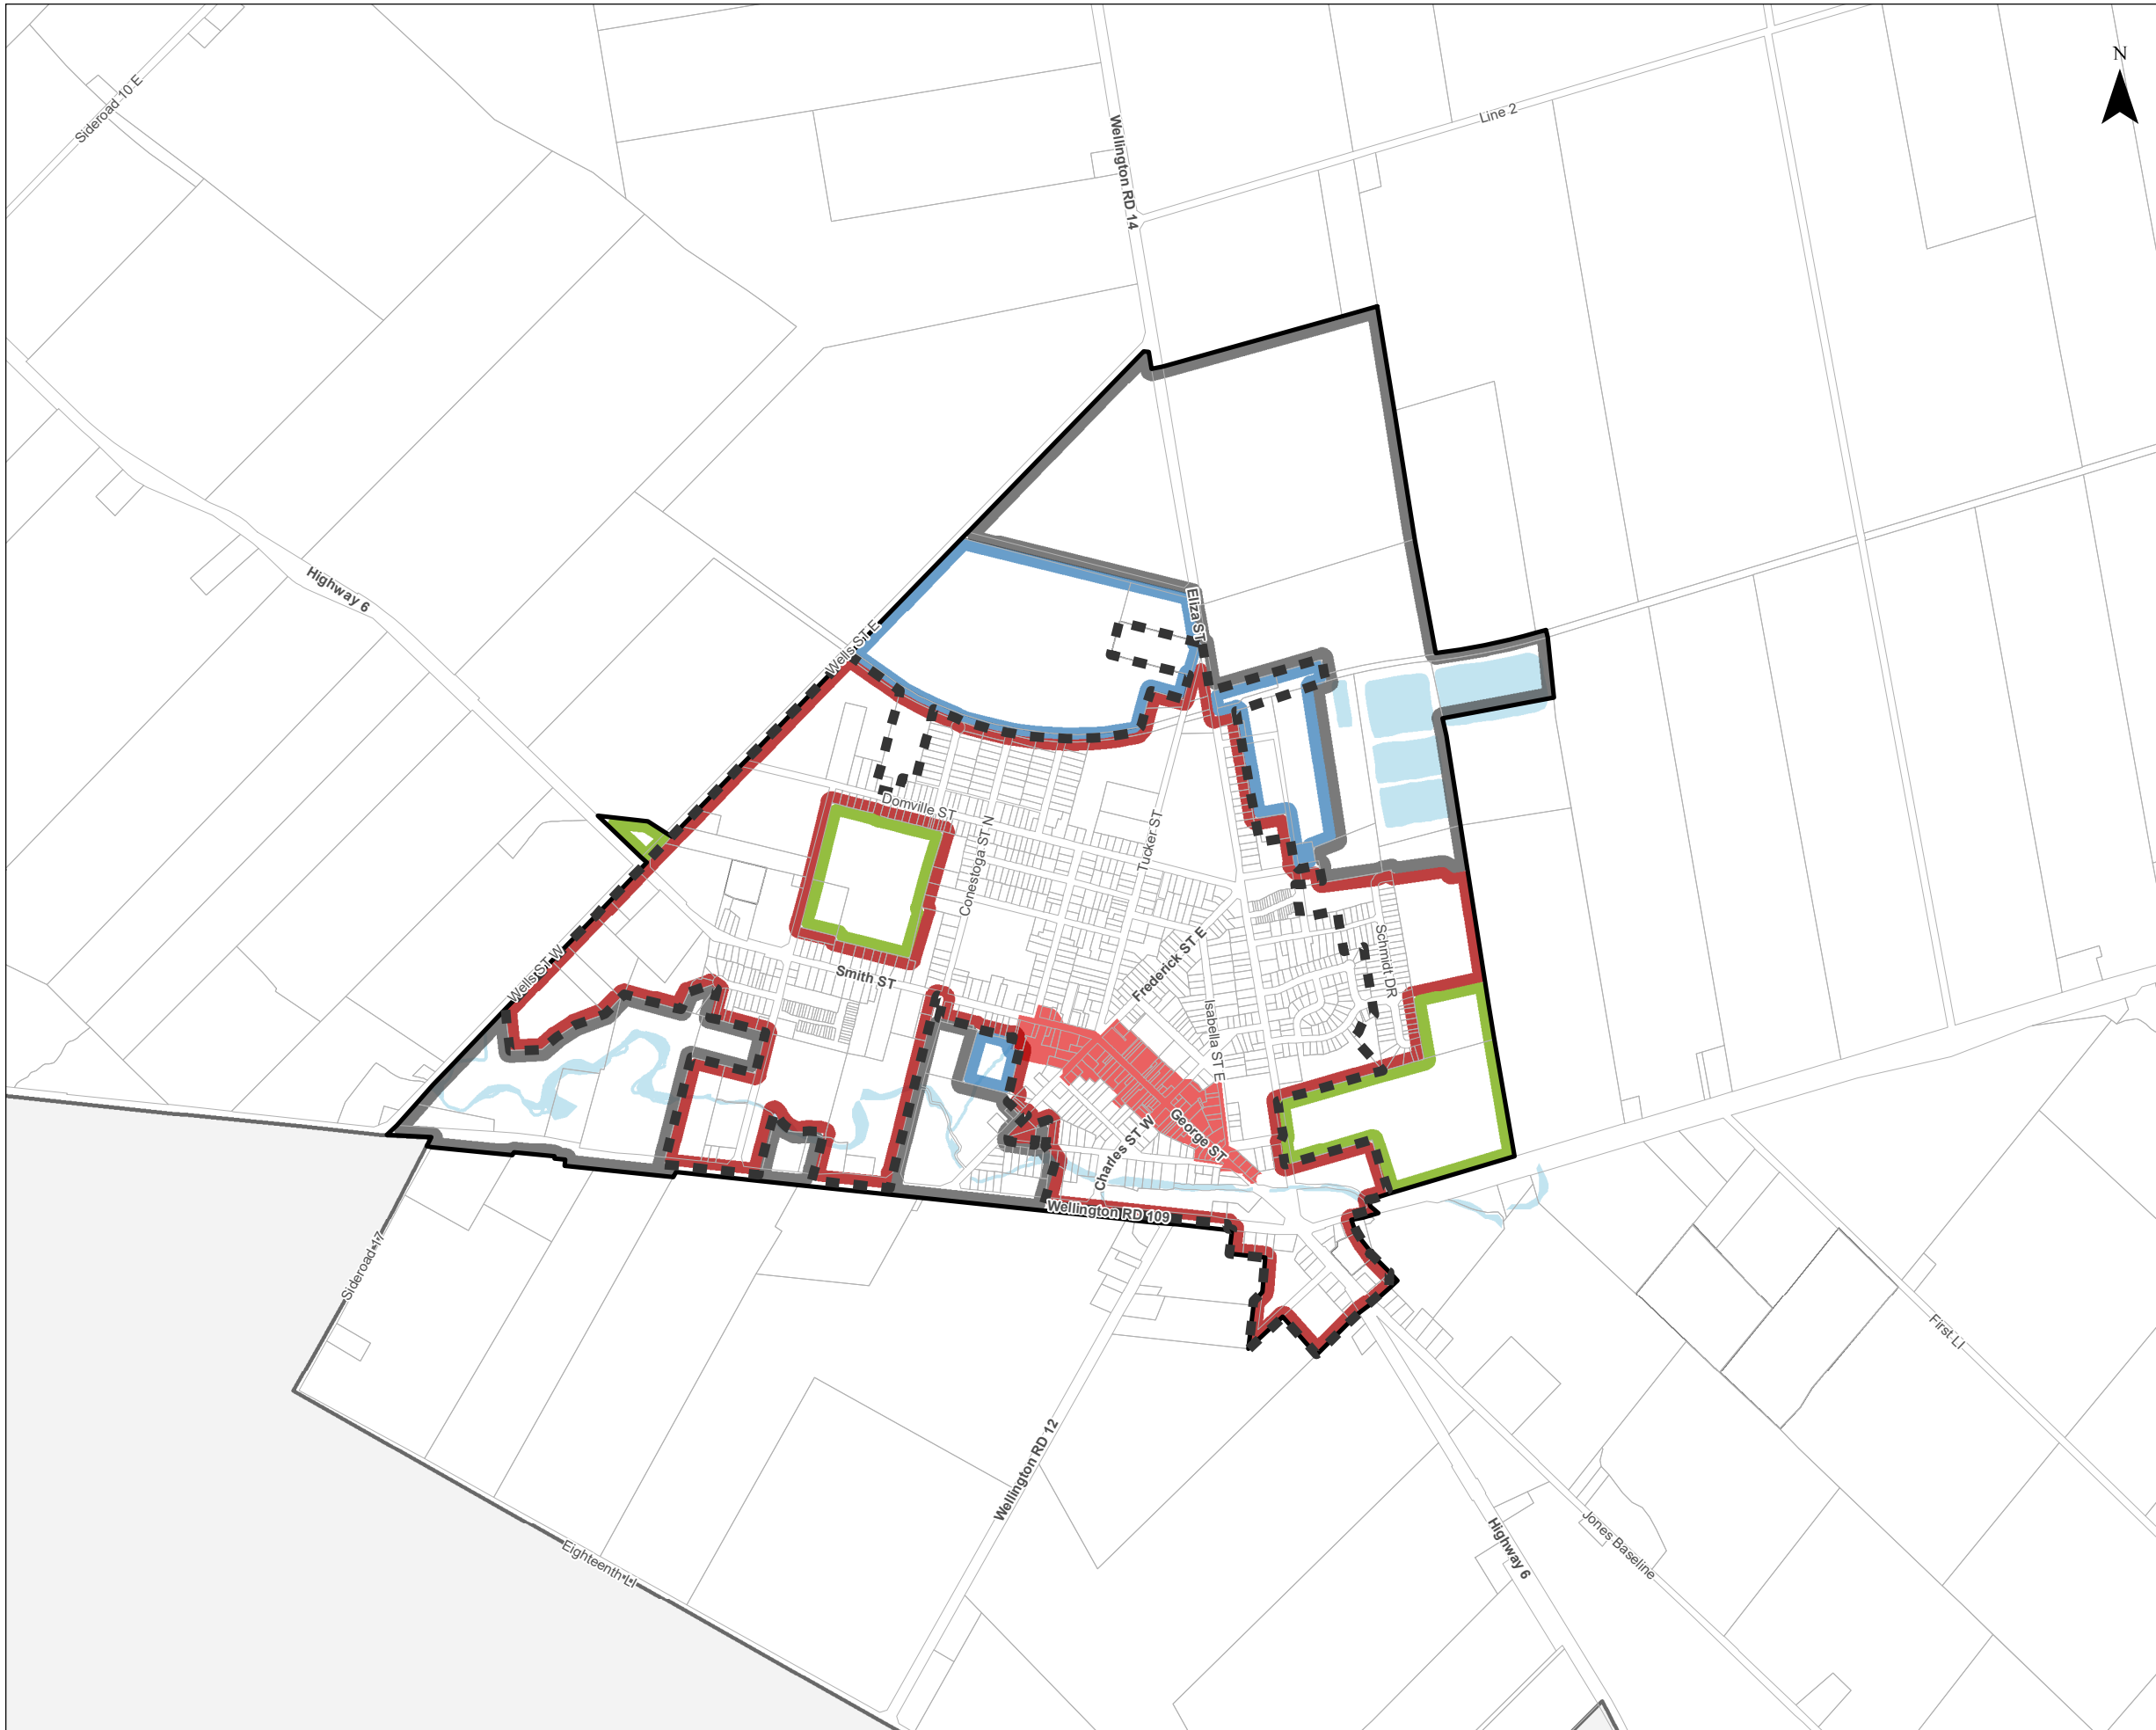 N
Sideroad 10 E
Line 2
Wellington RD 14
Highway 6
Eliza ST
Wells ST E
Domville ST
Conestoga ST N
Tucker ST
Schmidt DR
Frederick ST E
Wells ST W
Smith ST
Isabella ST E
George ST
Charles ST W
Wellington RD 109
Sideroad 17
First LI
Wellington RD 12
Highway 6
Jones Baseline
Eighteenth LI